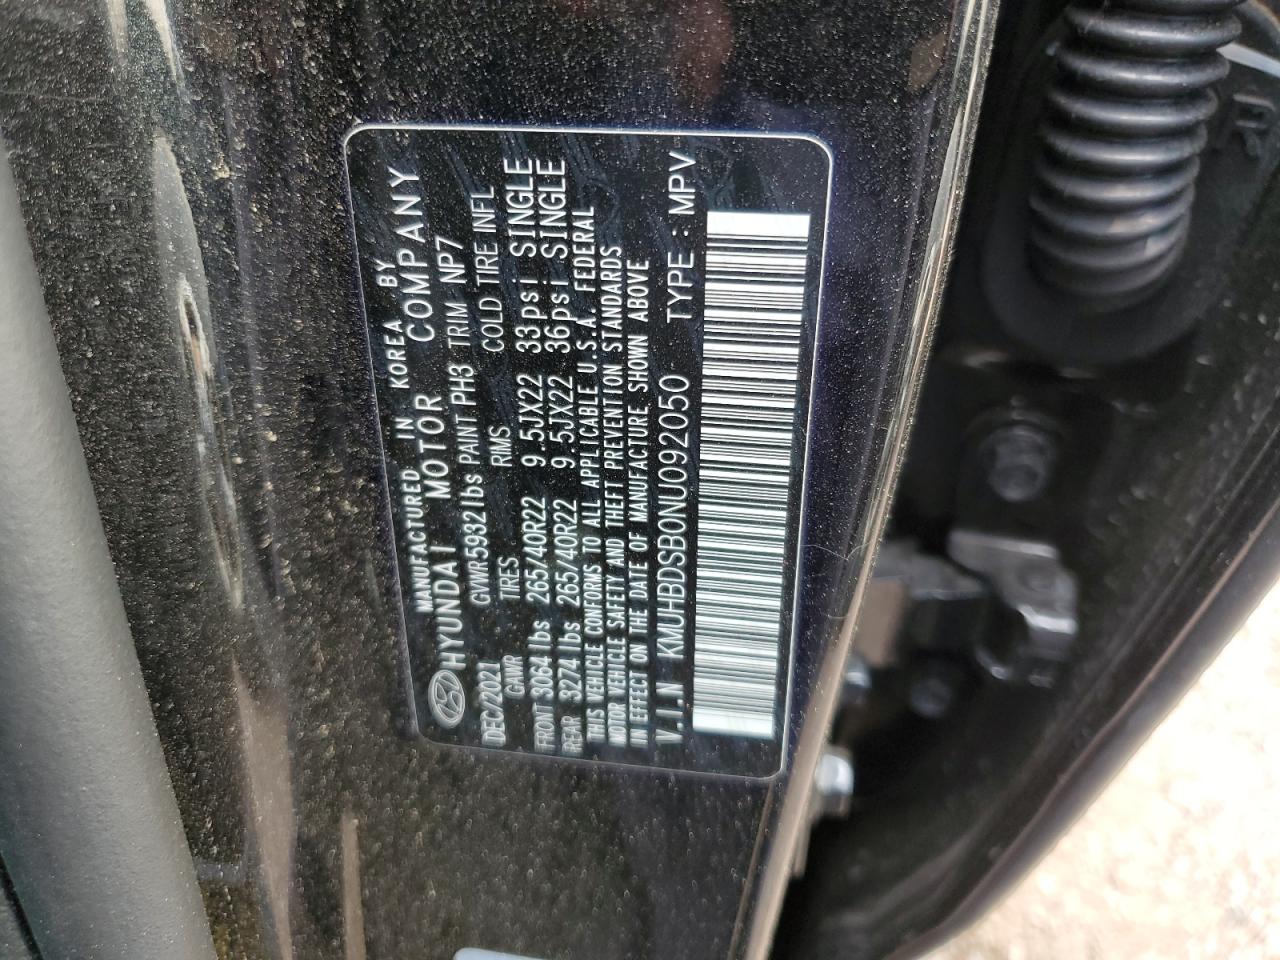 MANUFACTURED IN KOREA BY
HYUNDAI MOTOR COMPANY
DEC/2021 GVWR 5932lbs PAINT PH3 TRIM NP7
GAWR TIRES RIMS COLD TIRE INFL
FRONT 3064 lbs 265/40R22 9.5JX22 33psi SINGLE
REAR 3274 lbs 265/40R22 9.5JX22 36psi SINGLE
THIS VEHICLE CONFORMS TO ALL APPLICABLE U.S.A. FEDERAL
MOTOR VEHICLE SAFETY AND THEFT PREVENTION STANDARDS
IN EFFECT ON THE DATE OF MANUFACTURE SHOWN ABOVE
V.I.N KMUHBDSB0NU092050 TYPE : MPV